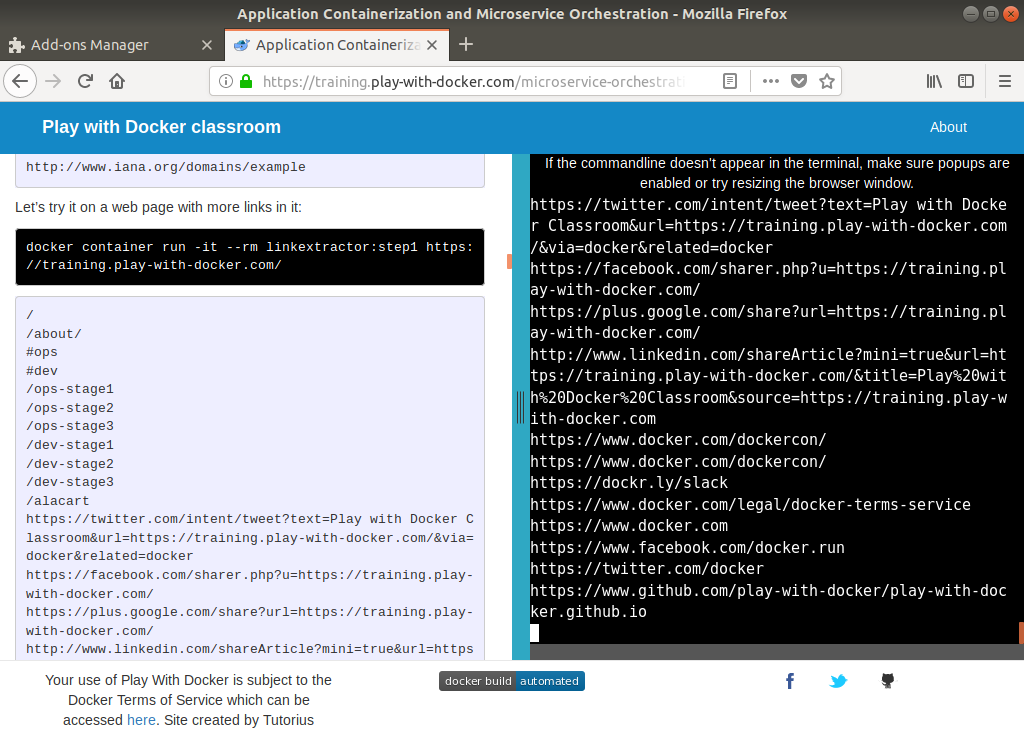 Application Containerization and Microservice Orchestration - Mozilla Firefox
Add-ons Manager
Application Containeriza
https://training.play-with-docker.com/microservice-orchestrati
Play with Docker classroom
About
http://www.iana.org/domains/example
Let's try it on a web page with more links in it:
docker container run -it --rm linkextractor:step1 https:
//training.play-with-docker.com/
/
/about/
#ops
#dev
/ops-stage1
/ops-stage2
/ops-stage3
/dev-stage1
/dev-stage2
/dev-stage3
/alacart
https://twitter.com/intent/tweet?text=Play with Docker C
lassroom&url=https://training.play-with-docker.com/&via=
docker&related=docker
https://facebook.com/sharer.php?u=https://training.play-
with-docker.com/
https://plus.google.com/share?url=https://training.play-
with-docker.com/
http://www.linkedin.com/shareArticle?mini=true&url=https
If the commandline doesn't appear in the terminal, make sure popups are
enabled or try resizing the browser window.
https://twitter.com/intent/tweet?text=Play with Docke
r Classroom&url=https://training.play-with-docker.com
/&via=docker&related=docker
https://facebook.com/sharer.php?u=https://training.pl
ay-with-docker.com/
https://plus.google.com/share?url=https://training.pl
ay-with-docker.com/
http://www.linkedin.com/shareArticle?mini=true&url=ht
tps://training.play-with-docker.com/&title=Play%20wit
h%20Docker%20Classroom&source=https://training.play-w
ith-docker.com
https://www.docker.com/dockercon/
https://www.docker.com/dockercon/
https://dockr.ly/slack
https://www.docker.com/legal/docker-terms-service
https://www.docker.com
https://www.facebook.com/docker.run
https://twitter.com/docker
https://www.github.com/play-with-docker/play-with-doc
ker.github.io
Your use of Play With Docker is subject to the
Docker Terms of Service which can be
accessed here. Site created by Tutorius
docker build automated